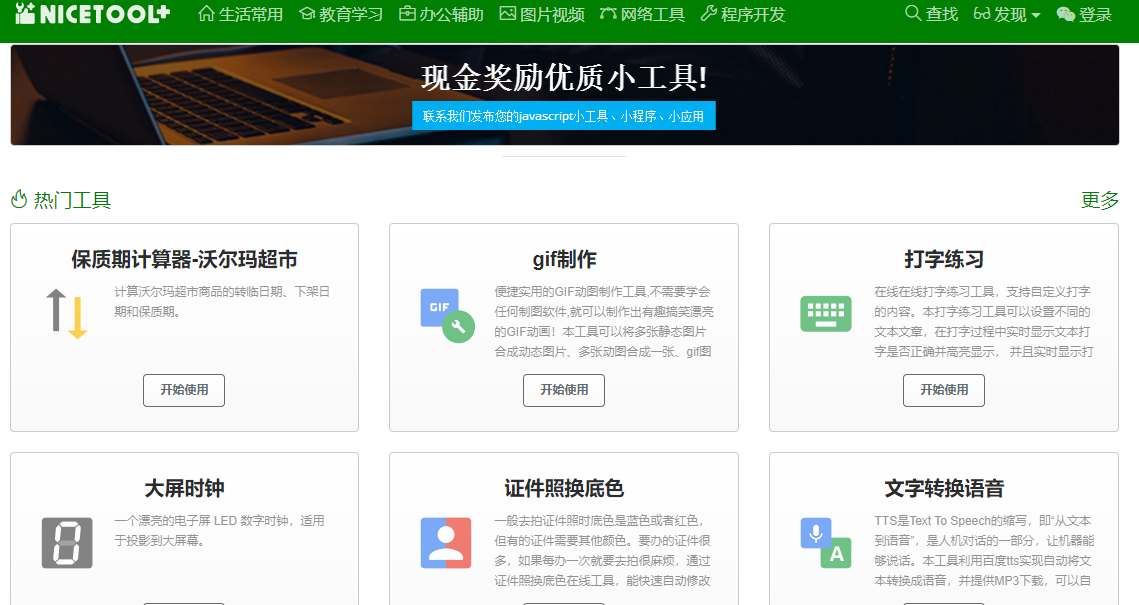 NICETOOL+ 生活常用 教育学习 办公辅助 图片视频 网络工具 程序开发 查找 发现 登录
现金奖励优质小工具!
联系我们发布您的javascript小工具、小程序、小应用
热门工具 更多
保质期计算器-沃尔玛超市
计算沃尔玛超市商品的转临日期、下架日
期和保质期。
开始使用
gif制作
GIF
便捷实用的GIF动图制作工具,不需要学会
任何制图软件,就可以制作出有趣搞笑漂亮
的GIF动画！本工具可以将多张静态图片
合成动态图片、多张动图合成一张、gif图
开始使用
打字练习
在线在线打字练习工具，支持自定义打字
的内容。本打字练习工具可以设置不同的
文本文章，在打字过程中实时显示文本打
字是否正确并高亮显示， 并且实时显示打
开始使用
大屏时钟
0
一个漂亮的电子屏 LED 数字时钟，适用
于投影到大屏幕。
证件照换底色
一般去拍证件照时底色是蓝色或者红色，
但有的证件需要其他颜色。要办的证件很
多，如果每办一次就要去拍很麻烦，通过
证件照换底色在线工具，能快速自动修改
文字转换语音
A
TTS是Text To Speech的缩写，即“从文本
到语音”，是人机对话的一部分，让机器能
够说话。本工具利用百度tts实现自动将文
本转换成语音，并提供MP3下载，可以自